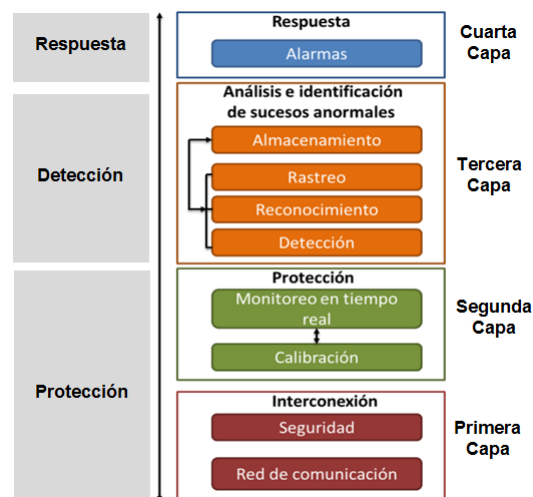 Respuesta
Respuesta
Alarmas
Cuarta
Capa
Detección
Análisis e identificación
de sucesos anormales
Almacenamiento
Rastreo
Reconocimiento
Detección
Tercera
Capa
Protección
Protección
Monitoreo en tiempo
real
Calibración
Segunda
Capa
Interconexión
Seguridad
Red de comunicación
Primera
Capa